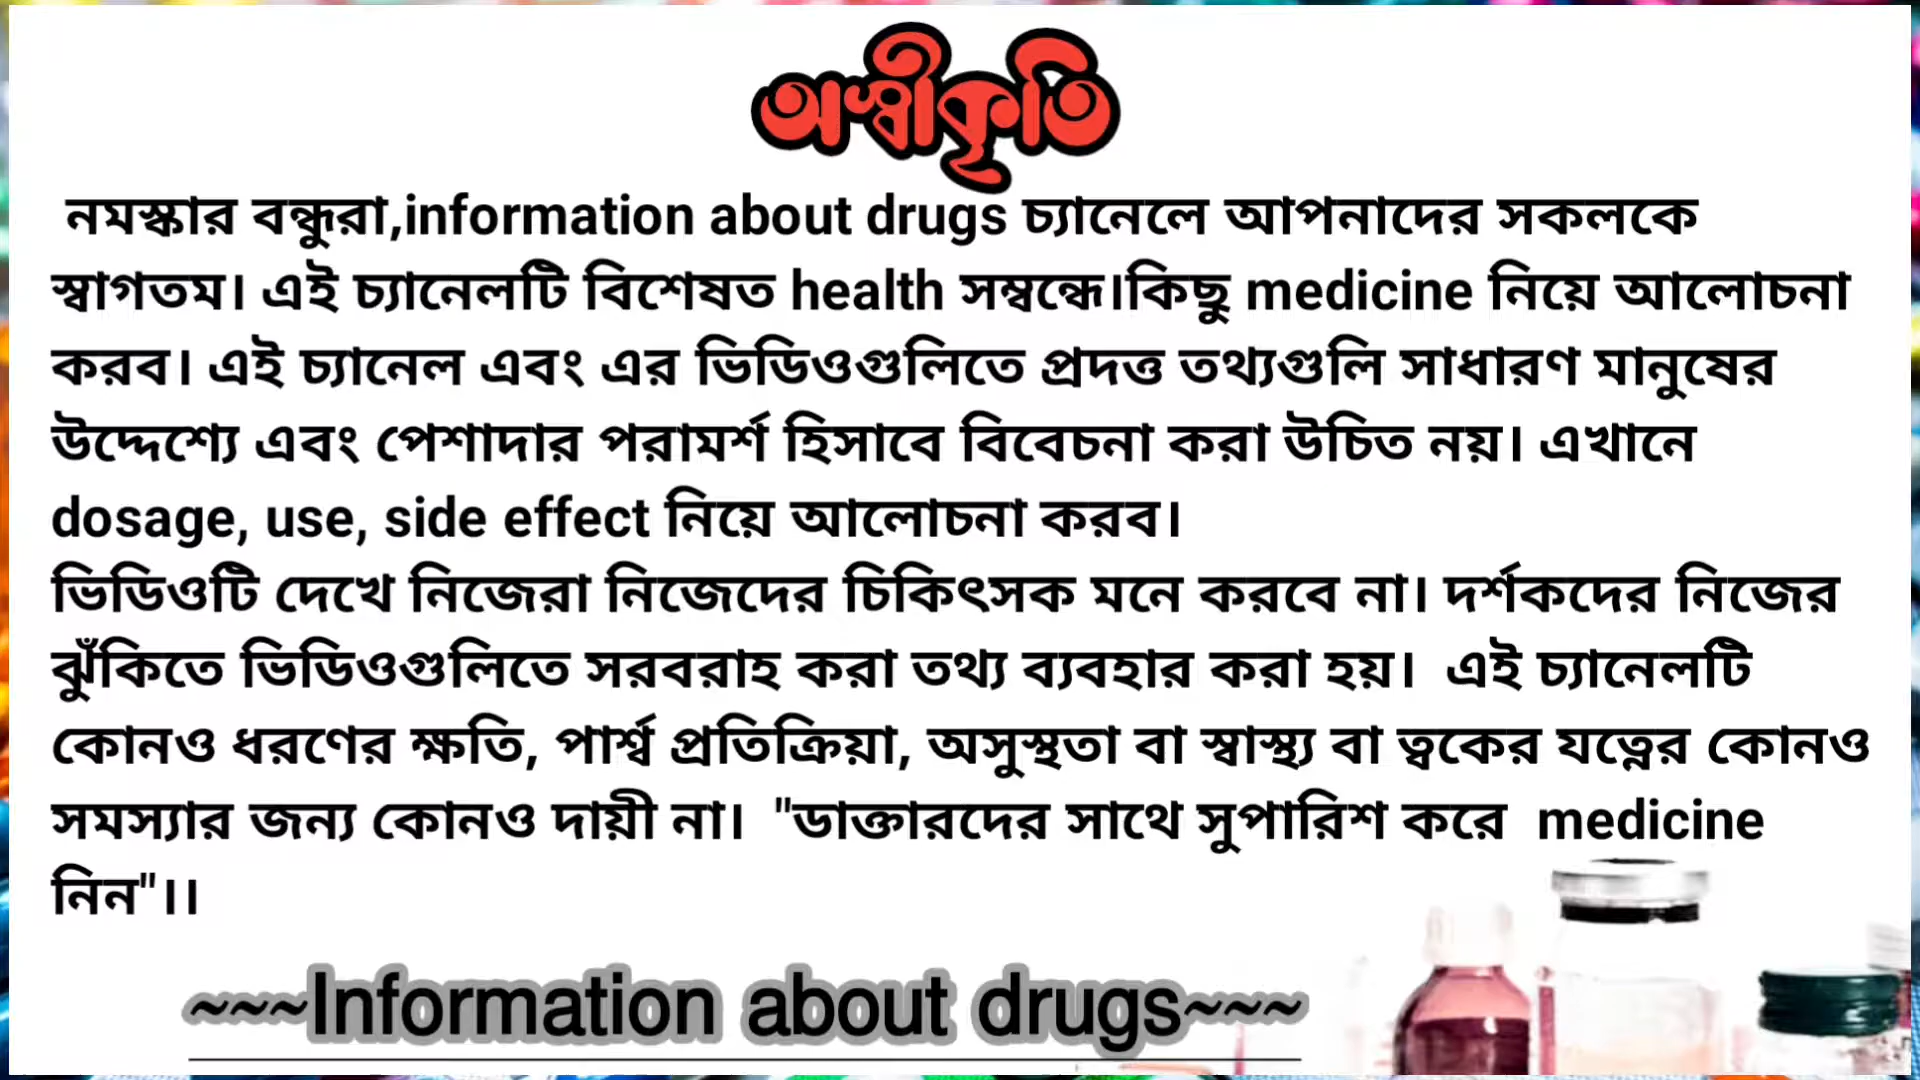 অস্বীকৃতি
নমস্কার বন্ধুরা,information about drugs চ্যানেলে আপনাদের সকলকে
স্বাগতম। এই চ্যানেলটি বিশেষত health সম্বন্ধে।কিছু medicine নিয়ে আলোচনা
করব। এই চ্যানেল এবং এর ভিডিওগুলিতে প্রদত্ত তথ্যগুলি সাধারণ মানুষের
উদ্দেশ্যে এবং পেশাদার পরামর্শ হিসাবে বিবেচনা করা উচিত নয়। এখানে
dosage, use, side effect নিয়ে আলোচনা করব।
ভিডিওটি দেখে নিজেরা নিজেদের চিকিৎসক মনে করবে না। দর্শকদের নিজের
ঝুঁকিতে ভিডিওগুলিতে সরবরাহ করা তথ্য ব্যবহার করা হয়। এই চ্যানেলটি
কোনও ধরণের ক্ষতি, পার্শ্ব প্রতিক্রিয়া, অসুস্থতা বা স্বাস্থ্য বা ত্বকের যত্নের কোনও
সমস্যার জন্য কোনও দায়ী না। "ডাক্তারদের সাথে সুপারিশ করে medicine
নিন"।।
~~~Information about drugs~~~